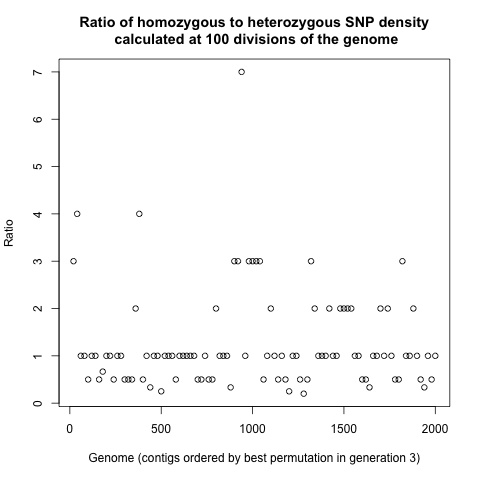 Ratio of homozygous to heterozygous SNP density
calculated at 100 divisions of the genome
7
6
5
4
3
2
1
0
Ratio
0 500 1000 1500 2000
Genome (contigs ordered by best permutation in generation 3)